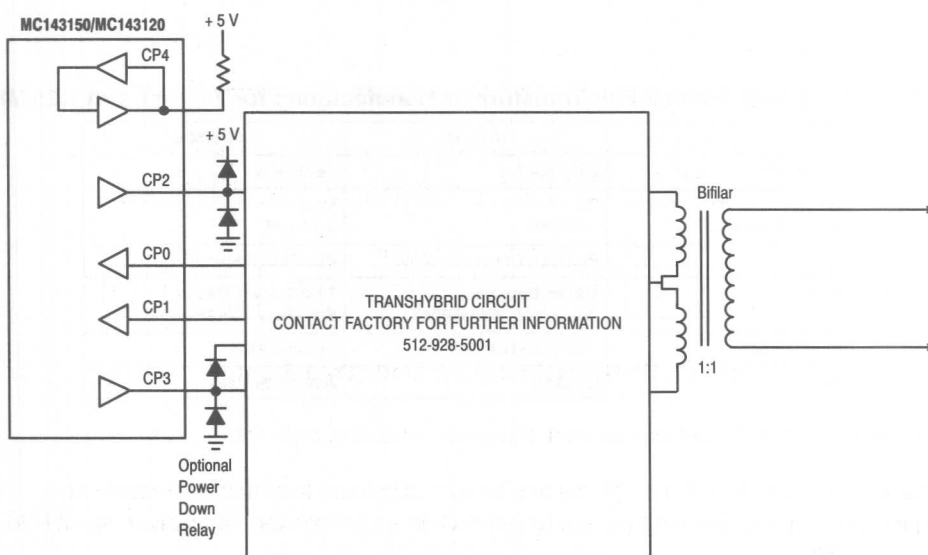 MC143150/MC143120
+ 5 V
CP4
+ 5 V
CP2
CP0
CP1
CP3
Optional
Power
Down
Relay
TRANSHYBRID CIRCUIT
CONTACT FACTORY FOR FURTHER INFORMATION
512-928-5001
Bifilar
1:1